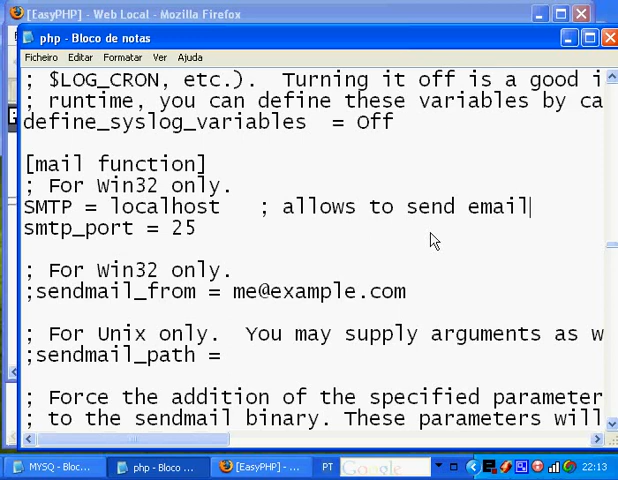 [EasyPHP] - Web Local - Mozilla Firefox
php - Bloco de notas
Ficheiro Editar Formatar Ver Ajuda
; $LOG_CRON, etc.). Turning it off is a good i
; runtime, you can define these variables by ca
define_syslog_variables = Off
[mail function]
; For Win32 only.
SMTP = localhost ; allows to send email
smtp_port = 25
; For Win32 only.
;sendmail_from = me@example.com
; For Unix only. You may supply arguments as w
;sendmail_path =
; Force the addition of the specified parameter
; to the sendmail binary. These parameters will
MYSQ - Bloc... php - Bloco ... [EasyPHP] - ... PT Google 22:13